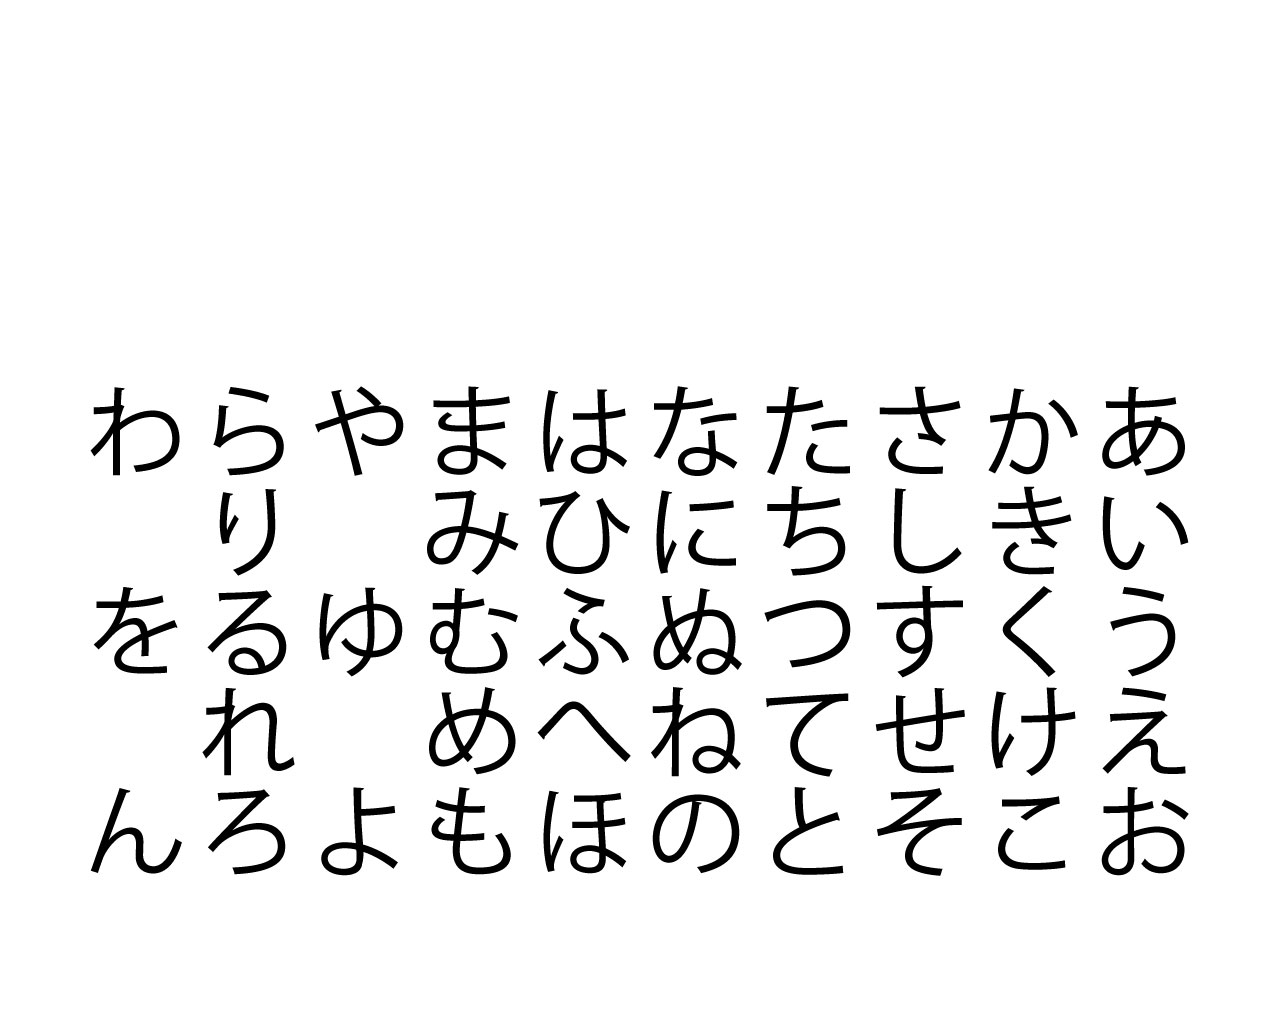 あいうえお
かきくけこ
さしすせそ
たちつてと
なにぬねの
はひふへほ
まみむめも
やゆよ
らりるれろ
わをん